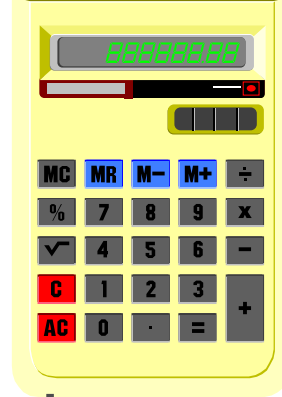 88888888
MC MR M− M+ ÷
% 7 8 9 x
√ 4 5 6 −
C 1 2 3 +
AC 0 . =